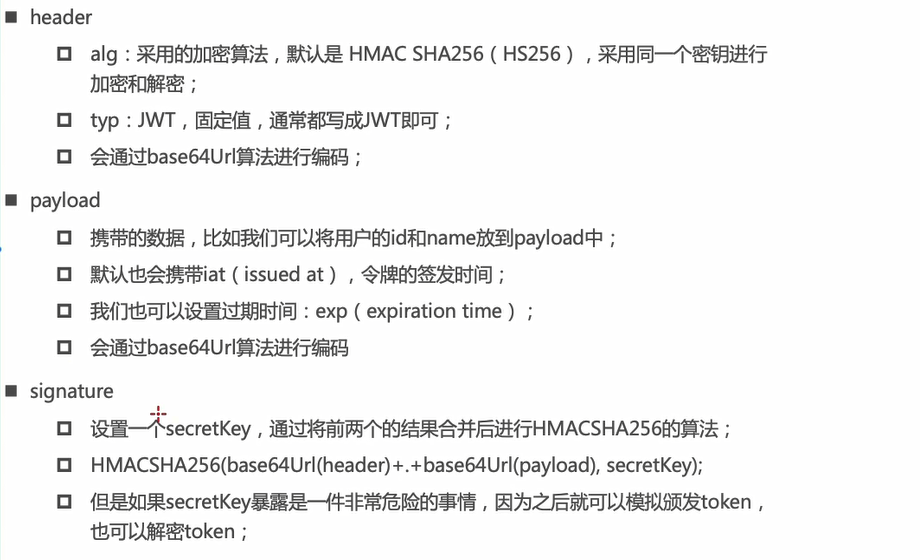 header
alg：采用的加密算法，默认是 HMAC SHA256（HS256），采用同一个密钥进行
加密和解密；
typ：JWT，固定值，通常都写成JWT即可；
会通过base64Url算法进行编码；
payload
携带的数据，比如我们可以将用户的id和name放到payload中；
默认也会携带iat（issued at），令牌的签发时间；
我们也可以设置过期时间：exp（expiration time）；
会通过base64Url算法进行编码
signature
设置一个secretKey，通过将前两个的结果合并后进行HMACSHA256的算法；
HMACSHA256(base64Url(header)+.+base64Url(payload), secretKey);
但是如果secretKey暴露是一件非常危险的事情，因为之后就可以模拟颁发token，
也可以解密token；